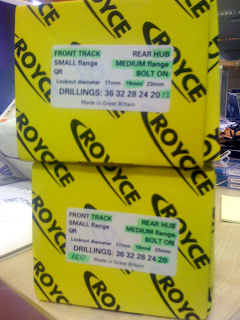 ROYCE
FRONT TRACK REAR HUB
SMALL flange MEDIUM flange
QR BOLT ON
Locknut diameter 17mm 19mm 23mm
DRILLINGS: 36 32 28 24 20
Made in Great Britain
ROYCE
ROYCE
ROYCE
FRONT TRACK REAR HUB
SMALL flange MEDIUM flange
QR BOLT ON
Locknut diameter 17mm 19mm 23mm
DRILLINGS: 36 32 28 24 20
Made in Great Britain
ROYCE